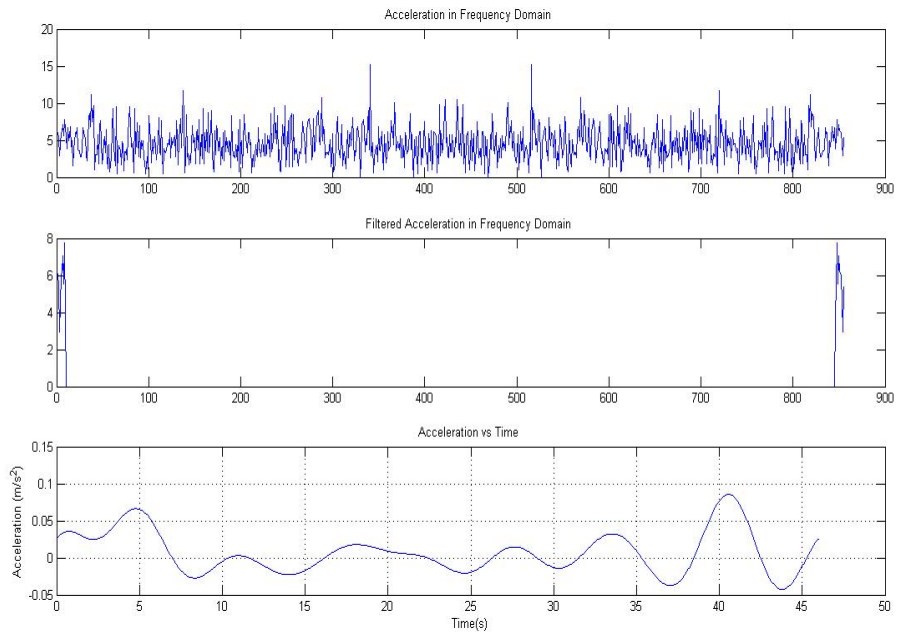 Acceleration in Frequency Domain
20
15
10
5
0
0 100 200 300 400 500 600 700 800 900
Filtered Acceleration in Frequency Domain
8
6
4
2
0
0 100 200 300 400 500 600 700 800 900
Acceleration vs Time
0.15
0.1
0.05
0
-0.05
Acceleration (m/s²)
0 5 10 15 20 25 30 35 40 45 50
Time(s)